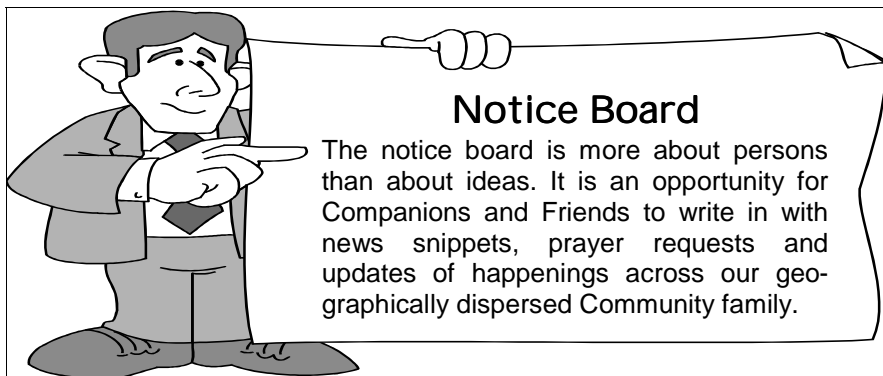 Notice Board
The notice board is more about persons
than about ideas. It is an opportunity for
Companions and Friends to write in with
news snippets, prayer requests and
updates of happenings across our geo-
graphically dispersed Community family.